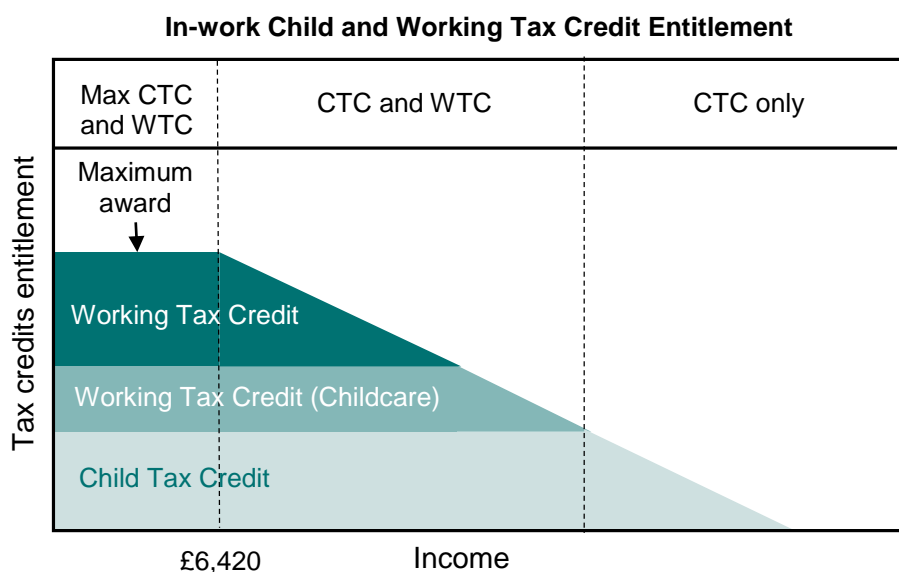 In-work Child and Working Tax Credit Entitlement
Max CTC
and WTC
CTC and WTC
CTC only
Maximum
award
Tax credits entitlement
Working Tax Credit
Working Tax Credit (Childcare)
Child Tax Credit
£6,420
Income